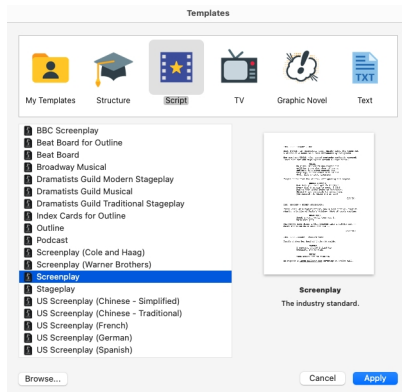 Templates
My Templates
Structure
Script
TV
Graphic Novel
TXT
Text
BBC Screenplay
Beat Board for Outline
Beat Board
Broadway Musical
Dramatists Guild Modern Stageplay
Dramatists Guild Musical
Dramatists Guild Traditional Stageplay
Index Cards for Outline
Outline
Podcast
Screenplay (Cole and Haag)
Screenplay (Warner Brothers)
Screenplay
Stageplay
US Screenplay (Chinese - Simplified)
US Screenplay (Chinese - Traditional)
US Screenplay (French)
US Screenplay (German)
US Screenplay (Spanish)
Screenplay
The industry standard.
Browse...
Cancel
Apply